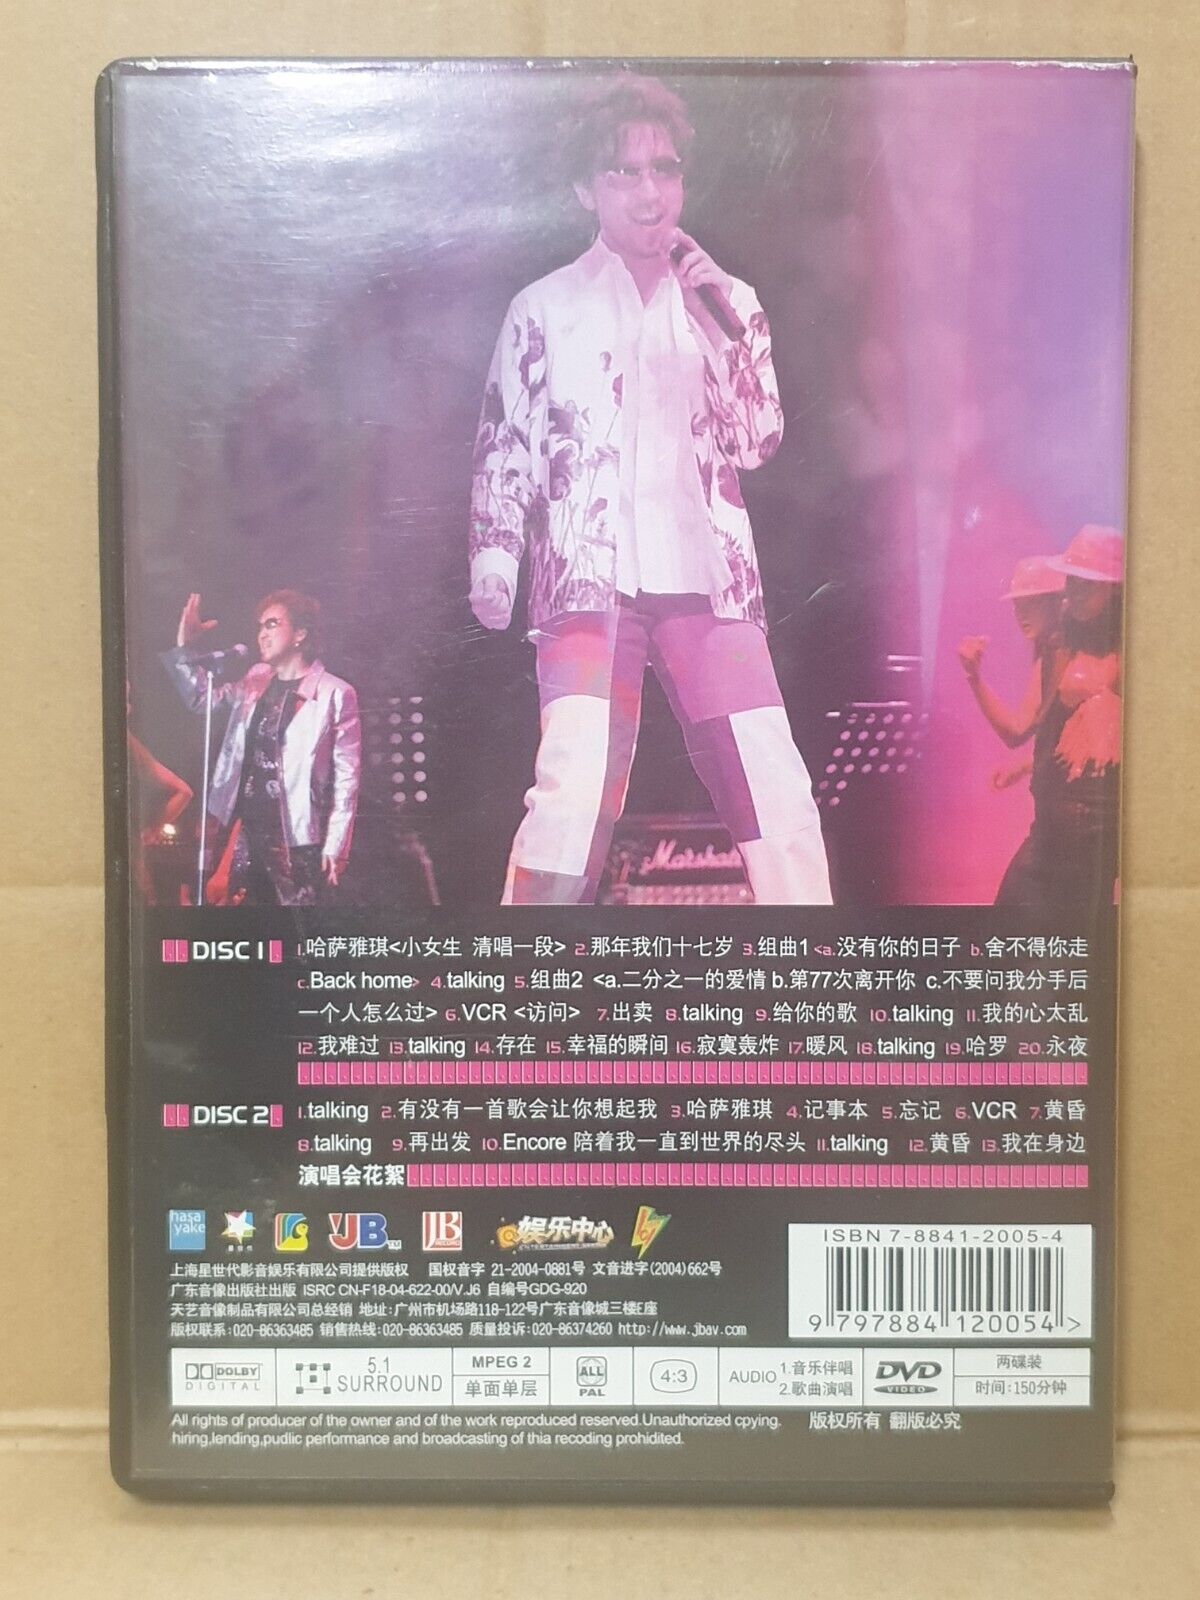 Marshall
DISC 1 1.哈萨雅琪<小女生 清唱一段> 2.那年我们十七岁 3.组曲1 <a.没有你的日子 b.舍不得你走
c.Back home> 4.talking 5.组曲2 <a.二分之一的爱情 b.第77次离开你 c.不要问我分手后
一个人怎么过> 6.VCR <访问> 7.出卖 8.talking 9.给你的歌 10.talking 11.我的心太乱
12.我难过 13.talking 14.存在 15.幸福的瞬间 16.寂寞轰炸 17.暖风 18.talking 19.哈罗 20.永夜
DISC 2 1.talking 2.有没有一首歌会让你想起我 3.哈萨雅琪 4.记事本 5.忘记 6.VCR 7.黄昏
8.talking 9.再出发 10.Encore 陪着我一直到世界的尽头 11.talking 12.黄昏 13.我在身边
演唱会花絮
hasa yake 星世代 JB TM JB RECORD 娱乐中心
ISBN 7-8841-2005-4
9 797884 120054 >
上海星世代影音娱乐有限公司提供版权 国权音字 21-2004-0881号 文音进字(2004)662号
广东音像出版社出版 ISRC CN-F18-04-622-00/V.J6 自编号GDG-920
天艺音像制品有限公司总经销 地址:广州市机场路118-122号广东音像城三楼E座
版权联系:020-86363485 销售热线:020-86363485 质量投诉:020-86374260 http://www.jbav.com
DOLBY DIGITAL 5.1 SURROUND MPEG 2 单面单层 ALL PAL 4:3 AUDIO 1.音乐伴唱 2.歌曲演唱 DVD VIDEO 两碟装 时间:150分钟
All rights of producer of the owner and of the work reproduced reserved.Unauthorized cpying. 版权所有 翻版必究
hiring,lending,pudlic performance and broadcasting of thia recoding prohibited.